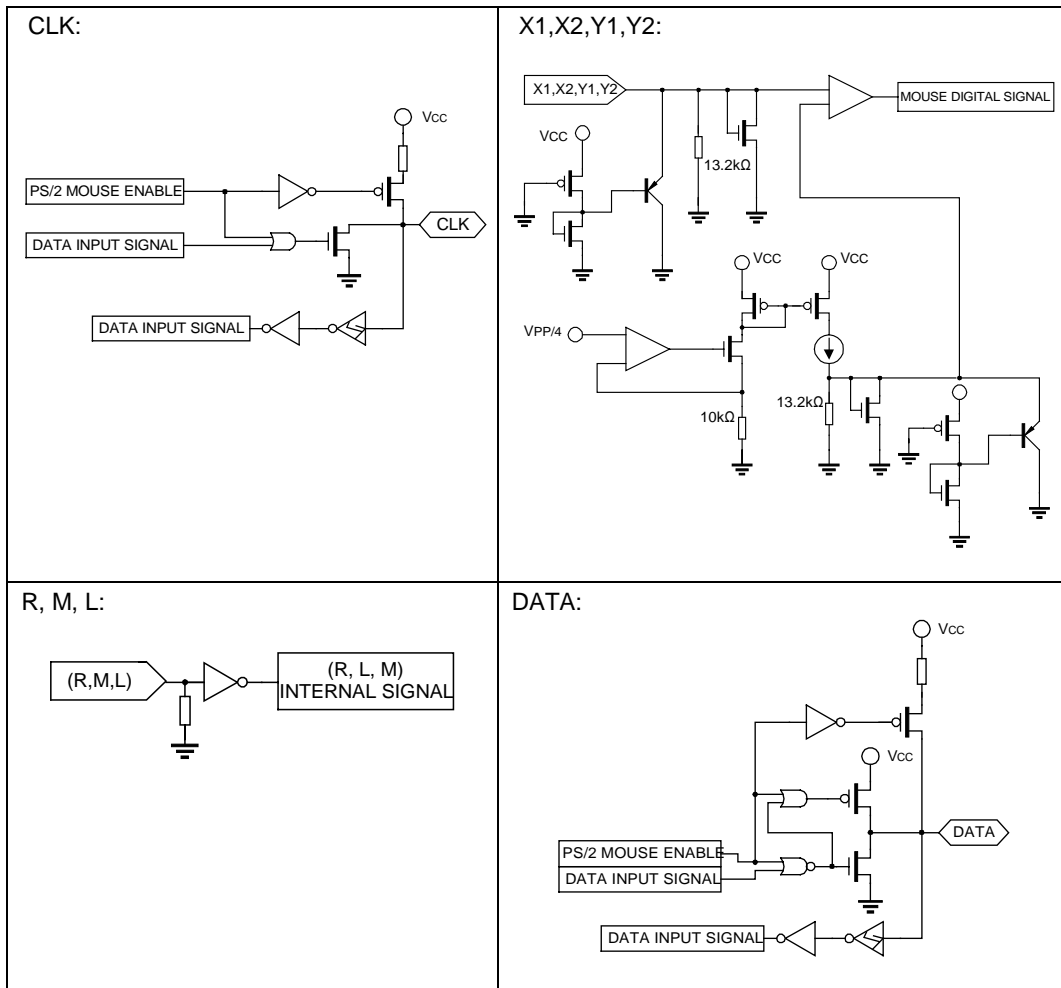 CLK:
Vcc
PS/2 MOUSE ENABLE
DATA INPUT SIGNAL
CLK
DATA INPUT SIGNAL
X1,X2,Y1,Y2:
X1,X2,Y1,Y2
MOUSE DIGITAL SIGNAL
Vcc
13.2kΩ
Vcc
Vcc
VPP/4
10kΩ
13.2kΩ
R, M, L:
(R,M,L)
(R, L, M)
INTERNAL SIGNAL
DATA:
Vcc
Vcc
DATA
PS/2 MOUSE ENABLE
DATA INPUT SIGNAL
DATA INPUT SIGNAL